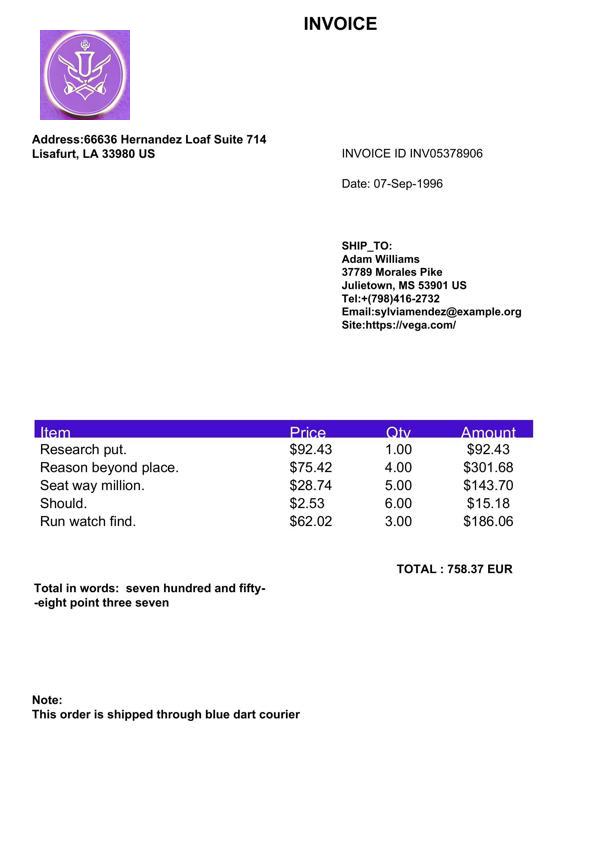 INVOICE
Address:66636 Hernandez Loaf Suite 714
Lisafurt, LA 33980 US
INVOICE ID INV05378906
Date: 07-Sep-1996
SHIP_TO:
Adam Williams
37789 Morales Pike
Julietown, MS 53901 US
Tel:+(798)416-2732
Email:sylviamendez@example.org
Site:https://vega.com/
Item Price Qty Amount
Research put. $92.43 1.00 $92.43
Reason beyond place. $75.42 4.00 $301.68
Seat way million. $28.74 5.00 $143.70
Should. $2.53 6.00 $15.18
Run watch find. $62.02 3.00 $186.06
TOTAL : 758.37 EUR
Total in words:  seven hundred and fifty-
-eight point three seven
Note:
This order is shipped through blue dart courier